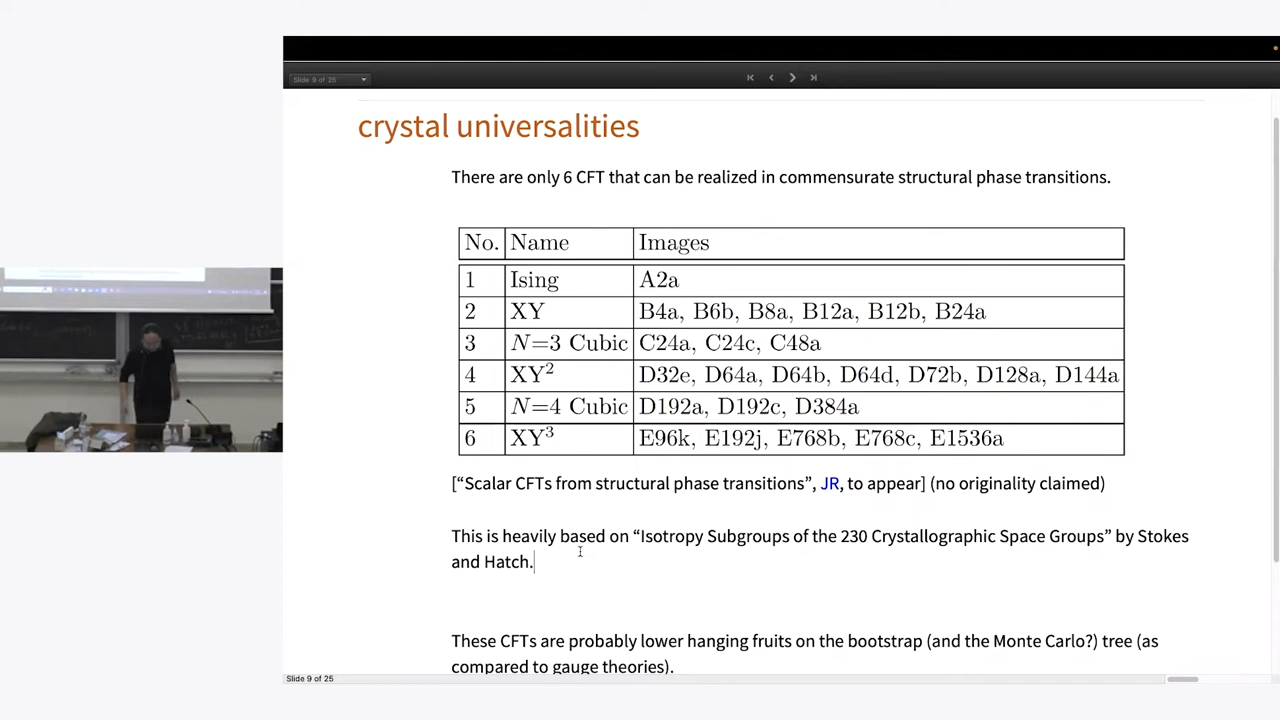 Slide 9 of 25
crystal universalities
There are only 6 CFT that can be realized in commensurate structural phase transitions.
No. Name Images
1 Ising A2a
2 XY B4a, B6b, B8a, B12a, B12b, B24a
3 N=3 Cubic C24a, C24c, C48a
4 XY² D32e, D64a, D64b, D64d, D72b, D128a, D144a
5 N=4 Cubic D192a, D192c, D384a
6 XY³ E96k, E192j, E768b, E768c, E1536a
[“Scalar CFTs from structural phase transitions”, JR, to appear] (no originality claimed)
This is heavily based on “Isotropy Subgroups of the 230 Crystallographic Space Groups” by Stokes
and Hatch.
These CFTs are probably lower hanging fruits on the bootstrap (and the Monte Carlo?) tree (as
compared to gauge theories).
Slide 9 of 25